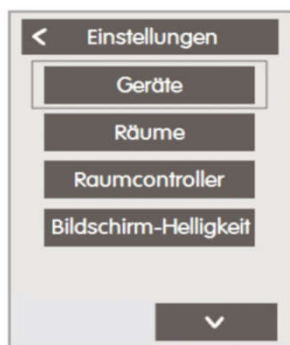 Einstellungen
Geräte
Räume
Raumcontroller
Bildschirm-Helligkeit